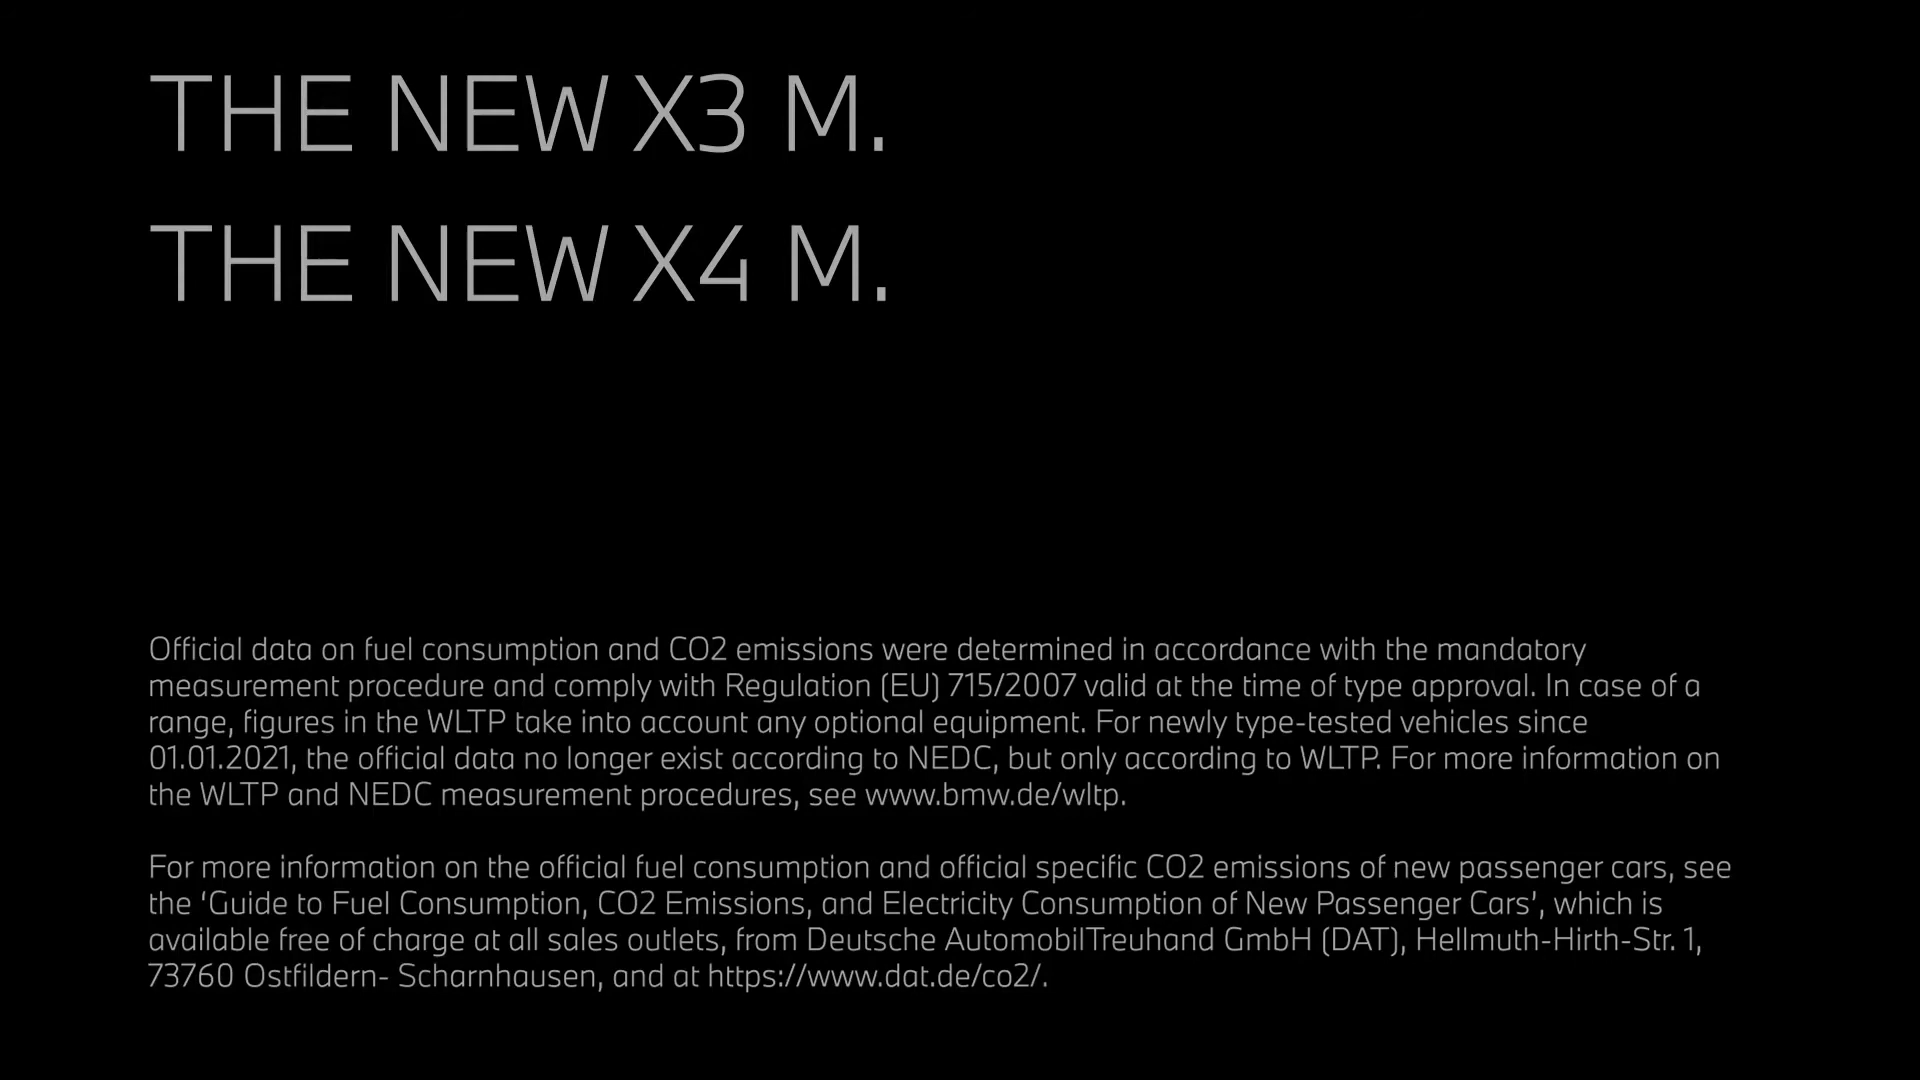 THE NEW X3 M.
THE NEW X4 M.
Official data on fuel consumption and CO2 emissions were determined in accordance with the mandatory
measurement procedure and comply with Regulation (EU) 715/2007 valid at the time of type approval. In case of a
range, figures in the WLTP take into account any optional equipment. For newly type-tested vehicles since
01.01.2021, the official data no longer exist according to NEDC, but only according to WLTP. For more information on
the WLTP and NEDC measurement procedures, see www.bmw.de/wltp.
For more information on the official fuel consumption and official specific CO2 emissions of new passenger cars, see
the ‘Guide to Fuel Consumption, CO2 Emissions, and Electricity Consumption of New Passenger Cars’, which is
available free of charge at all sales outlets, from Deutsche AutomobilTreuhand GmbH (DAT), Hellmuth-Hirth-Str. 1,
73760 Ostfildern- Scharnhausen, and at https://www.dat.de/co2/.